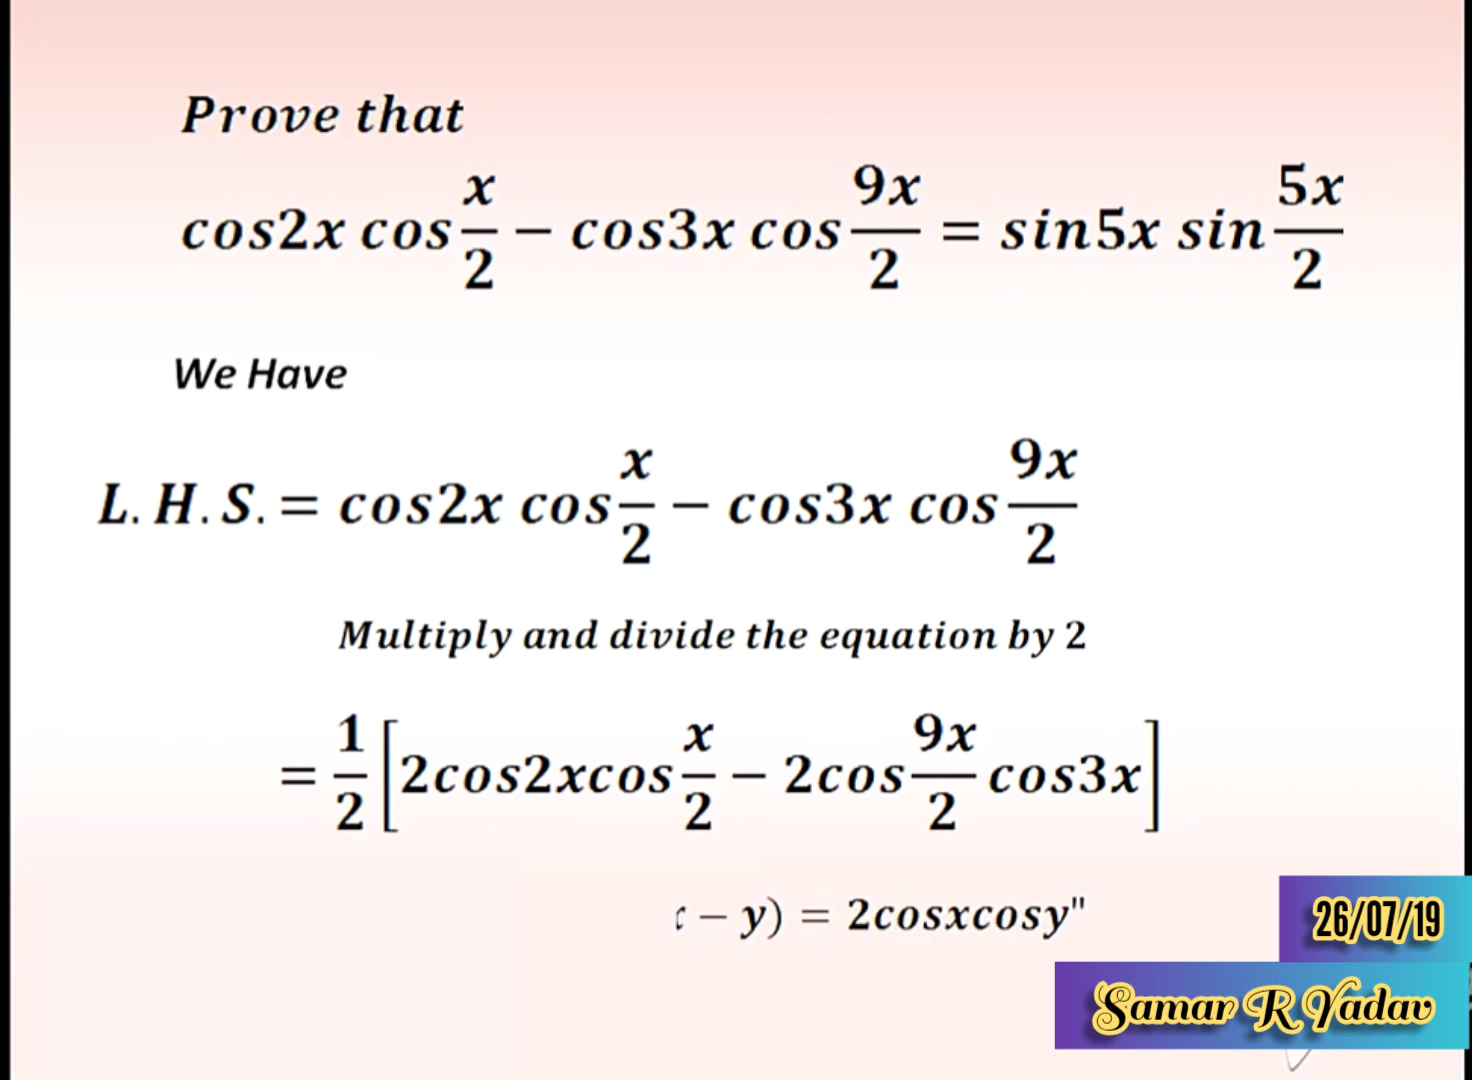 Prove that
cos2x cos x/2 − cos3x cos 9x/2 = sin5x sin 5x/2
We Have
L.H.S. = cos2x cos x/2 − cos3x cos 9x/2
Multiply and divide the equation by 2
= 1/2 [2cos2xcos x/2 − 2cos 9x/2 cos3x]
− y) = 2cosxcosy"
26/07/19
Samar R Yadav